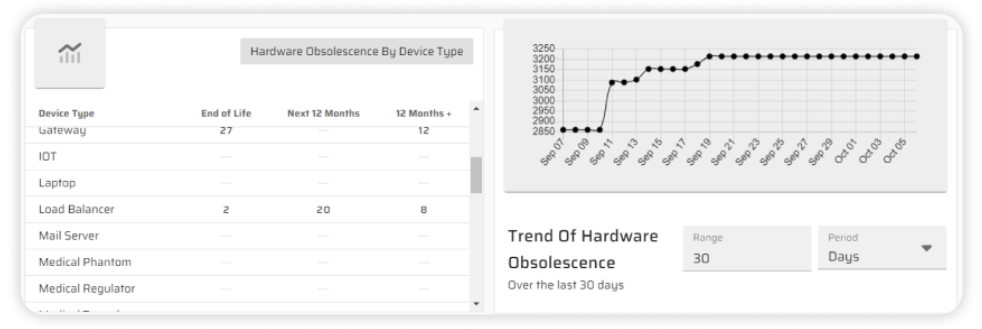 Hardware Obsolescence By Device Type
Device Type End of Life Next 12 Months 12 Months +
Gateway 27 — 12
IOT — — —
Laptop — — —
Load Balancer 2 20 8
Mail Server — — —
Medical Phantom — — —
Medical Regulator — — —
3250
3200
3150
3100
3050
3000
2950
2900
2850
Sep 07 Sep 09 Sep 11 Sep 13 Sep 15 Sep 17 Sep 19 Sep 21 Sep 23 Sep 25 Sep 27 Sep 29 Oct 01 Oct 03 Oct 05
Trend Of Hardware
Obsolescence
Over the last 30 days
Range
30
Period
Days